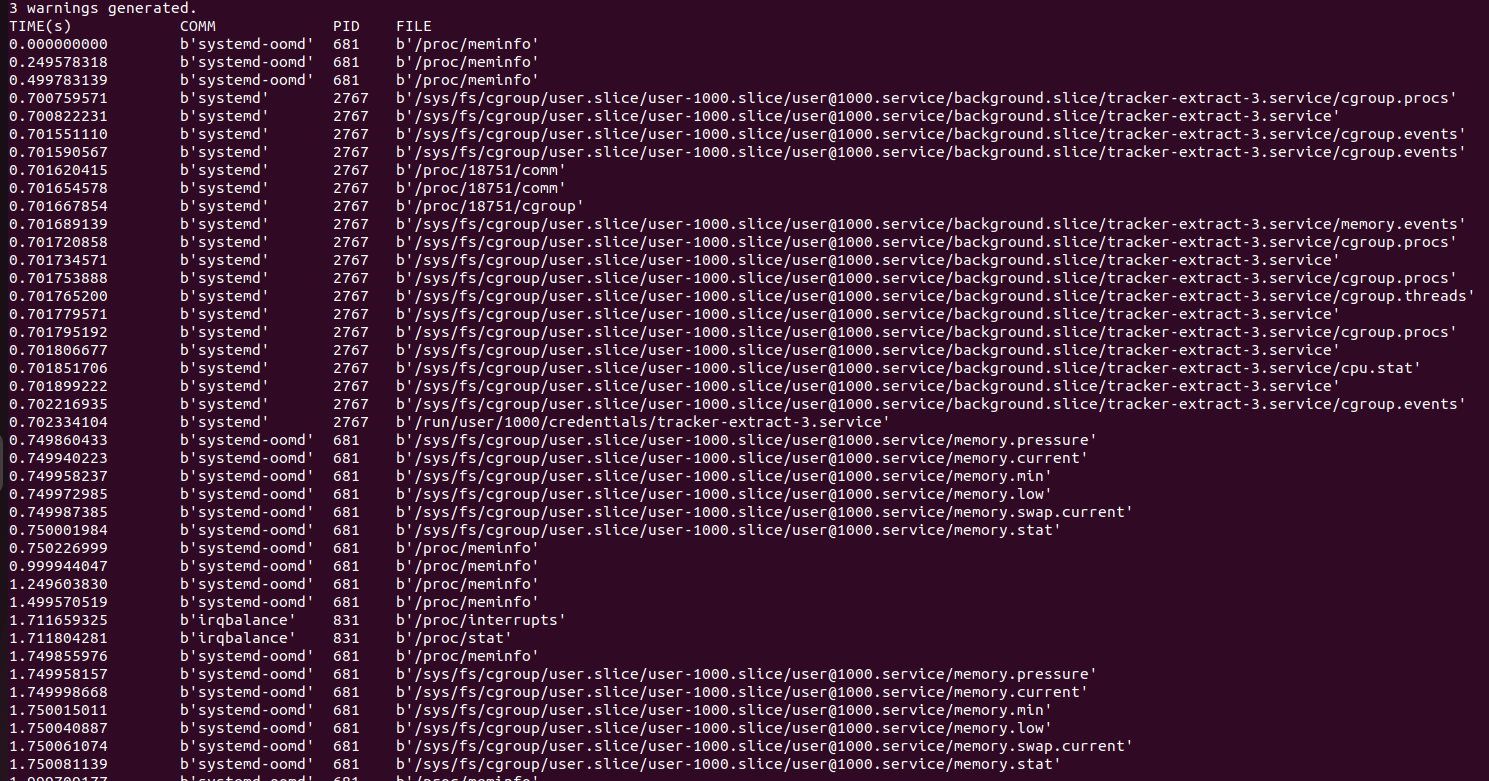 3 warnings generated.
TIME(s) COMM PID FILE
0.000000000 b'systemd-oomd' 681 b'/proc/meminfo'
0.249578318 b'systemd-oomd' 681 b'/proc/meminfo'
0.499783139 b'systemd-oomd' 681 b'/proc/meminfo'
0.700759571 b'systemd' 2767 b'/sys/fs/cgroup/user.slice/user-1000.slice/user@1000.service/background.slice/tracker-extract-3.service/cgroup.procs'
0.700822231 b'systemd' 2767 b'/sys/fs/cgroup/user.slice/user-1000.slice/user@1000.service/background.slice/tracker-extract-3.service'
0.701551110 b'systemd' 2767 b'/sys/fs/cgroup/user.slice/user-1000.slice/user@1000.service/background.slice/tracker-extract-3.service/cgroup.events'
0.701590567 b'systemd' 2767 b'/sys/fs/cgroup/user.slice/user-1000.slice/user@1000.service/background.slice/tracker-extract-3.service/cgroup.events'
0.701620415 b'systemd' 2767 b'/proc/18751/comm'
0.701654578 b'systemd' 2767 b'/proc/18751/comm'
0.701667854 b'systemd' 2767 b'/proc/18751/cgroup'
0.701689139 b'systemd' 2767 b'/sys/fs/cgroup/user.slice/user-1000.slice/user@1000.service/background.slice/tracker-extract-3.service/memory.events'
0.701720858 b'systemd' 2767 b'/sys/fs/cgroup/user.slice/user-1000.slice/user@1000.service/background.slice/tracker-extract-3.service/cgroup.procs'
0.701734571 b'systemd' 2767 b'/sys/fs/cgroup/user.slice/user-1000.slice/user@1000.service/background.slice/tracker-extract-3.service'
0.701753888 b'systemd' 2767 b'/sys/fs/cgroup/user.slice/user-1000.slice/user@1000.service/background.slice/tracker-extract-3.service/cgroup.procs'
0.701765200 b'systemd' 2767 b'/sys/fs/cgroup/user.slice/user-1000.slice/user@1000.service/background.slice/tracker-extract-3.service/cgroup.threads'
0.701779571 b'systemd' 2767 b'/sys/fs/cgroup/user.slice/user-1000.slice/user@1000.service/background.slice/tracker-extract-3.service'
0.701795192 b'systemd' 2767 b'/sys/fs/cgroup/user.slice/user-1000.slice/user@1000.service/background.slice/tracker-extract-3.service/cgroup.procs'
0.701806677 b'systemd' 2767 b'/sys/fs/cgroup/user.slice/user-1000.slice/user@1000.service/background.slice/tracker-extract-3.service'
0.701851706 b'systemd' 2767 b'/sys/fs/cgroup/user.slice/user-1000.slice/user@1000.service/background.slice/tracker-extract-3.service/cpu.stat'
0.701899222 b'systemd' 2767 b'/sys/fs/cgroup/user.slice/user-1000.slice/user@1000.service/background.slice/tracker-extract-3.service'
0.702216935 b'systemd' 2767 b'/sys/fs/cgroup/user.slice/user-1000.slice/user@1000.service/background.slice/tracker-extract-3.service/cgroup.events'
0.702334104 b'systemd' 2767 b'/run/user/1000/credentials/tracker-extract-3.service'
0.749860433 b'systemd-oomd' 681 b'/sys/fs/cgroup/user.slice/user-1000.slice/user@1000.service/memory.pressure'
0.749940223 b'systemd-oomd' 681 b'/sys/fs/cgroup/user.slice/user-1000.slice/user@1000.service/memory.current'
0.749958237 b'systemd-oomd' 681 b'/sys/fs/cgroup/user.slice/user-1000.slice/user@1000.service/memory.min'
0.749972985 b'systemd-oomd' 681 b'/sys/fs/cgroup/user.slice/user-1000.slice/user@1000.service/memory.low'
0.749987385 b'systemd-oomd' 681 b'/sys/fs/cgroup/user.slice/user-1000.slice/user@1000.service/memory.swap.current'
0.750001984 b'systemd-oomd' 681 b'/sys/fs/cgroup/user.slice/user-1000.slice/user@1000.service/memory.stat'
0.750226999 b'systemd-oomd' 681 b'/proc/meminfo'
0.999944047 b'systemd-oomd' 681 b'/proc/meminfo'
1.249603830 b'systemd-oomd' 681 b'/proc/meminfo'
1.499570519 b'systemd-oomd' 681 b'/proc/meminfo'
1.711659325 b'irqbalance' 831 b'/proc/interrupts'
1.711804281 b'irqbalance' 831 b'/proc/stat'
1.749855976 b'systemd-oomd' 681 b'/proc/meminfo'
1.749958157 b'systemd-oomd' 681 b'/sys/fs/cgroup/user.slice/user-1000.slice/user@1000.service/memory.pressure'
1.749998668 b'systemd-oomd' 681 b'/sys/fs/cgroup/user.slice/user-1000.slice/user@1000.service/memory.current'
1.750015011 b'systemd-oomd' 681 b'/sys/fs/cgroup/user.slice/user-1000.slice/user@1000.service/memory.min'
1.750040887 b'systemd-oomd' 681 b'/sys/fs/cgroup/user.slice/user-1000.slice/user@1000.service/memory.low'
1.750061074 b'systemd-oomd' 681 b'/sys/fs/cgroup/user.slice/user-1000.slice/user@1000.service/memory.swap.current'
1.750081139 b'systemd-oomd' 681 b'/sys/fs/cgroup/user.slice/user-1000.slice/user@1000.service/memory.stat'
b'systemd-oomd' 681 b'/proc/meminfo'